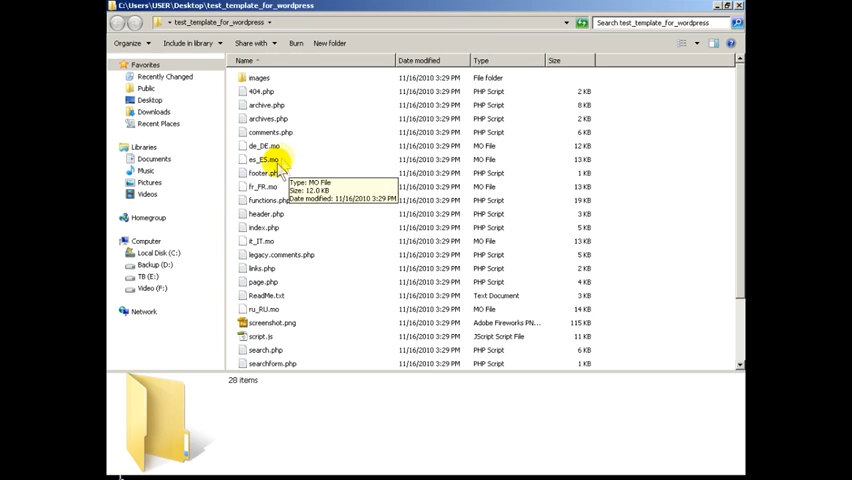 C:\Users\USER\Desktop\test_template_for_wordpress
test_template_for_wordpress
Search test_template_for_wordpress
Organize Include in library Share with Burn New folder
Favorites
Recently Changed
Public
Desktop
Downloads
Recent Places
Libraries
Documents
Music
Pictures
Videos
Homegroup
Computer
Local Disk (C:)
Backup (D:)
TB (E:)
Video (F:)
Network
Name Date modified Type Size
images 11/16/2010 3:29 PM File folder
404.php 11/16/2010 3:29 PM PHP Script 2 KB
archive.php 11/16/2010 3:29 PM PHP Script 8 KB
archives.php 11/16/2010 3:29 PM PHP Script 2 KB
comments.php 11/16/2010 3:29 PM PHP Script 6 KB
de_DE.mo 11/16/2010 3:29 PM MO File 12 KB
es_ES.mo 11/16/2010 3:29 PM MO File 13 KB
footer.php 11/16/2010 3:29 PM PHP Script 1 KB
Type: MO File
Size: 12.0 KB
Date modified: 11/16/2010 3:29 PM
fr_FR.mo 11/16/2010 3:29 PM MO File 13 KB
functions.php 11/16/2010 3:29 PM PHP Script 19 KB
header.php 11/16/2010 3:29 PM PHP Script 3 KB
index.php 11/16/2010 3:29 PM PHP Script 6 KB
it_IT.mo 11/16/2010 3:29 PM MO File 13 KB
legacy.comments.php 11/16/2010 3:29 PM PHP Script 5 KB
links.php 11/16/2010 3:29 PM PHP Script 2 KB
page.php 11/16/2010 3:29 PM PHP Script 4 KB
ReadMe.txt 11/16/2010 3:29 PM Text Document 3 KB
ru_RU.mo 11/16/2010 3:29 PM MO File 14 KB
screenshot.png 11/16/2010 3:29 PM Adobe Fireworks PN... 115 KB
script.js 11/16/2010 3:29 PM JScript Script File 7 KB
search.php 11/16/2010 3:29 PM PHP Script 6 KB
searchform.php 11/16/2010 3:29 PM PHP Script 1 KB
28 items